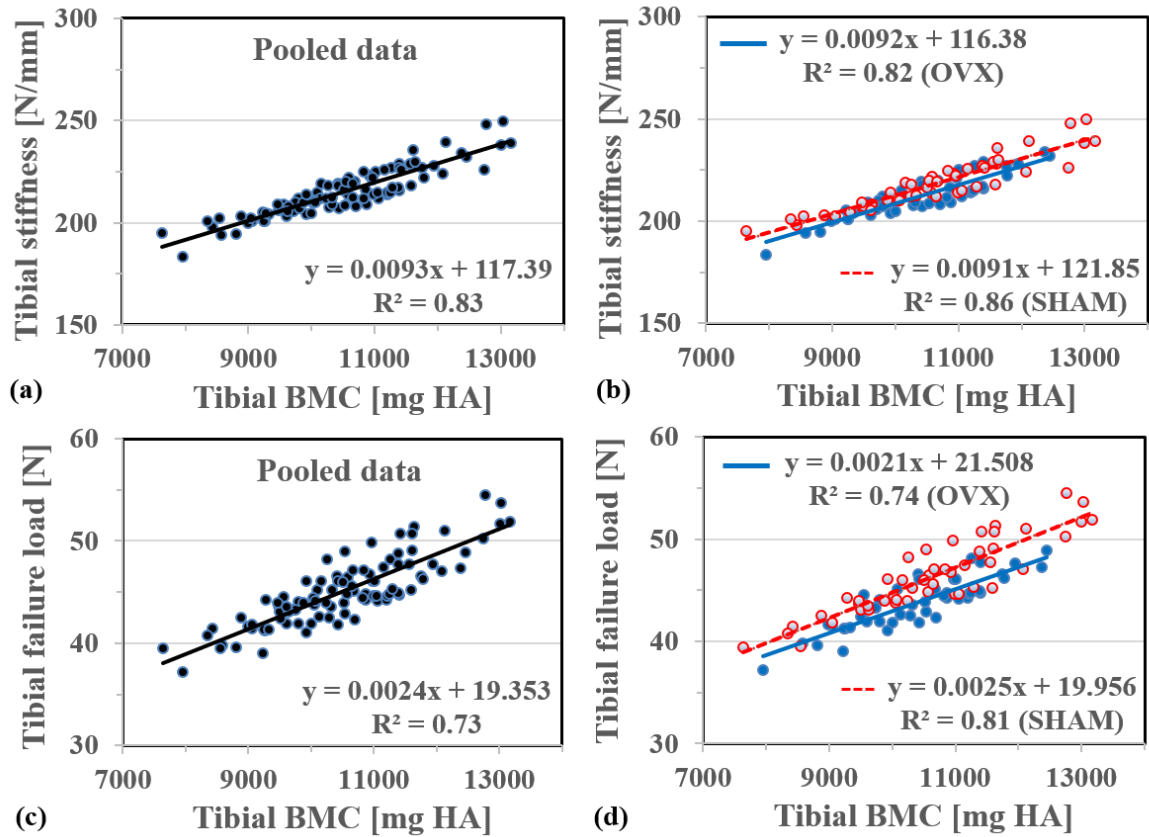 300
250
200
150
Tibial stiffness [N/mm]
Pooled data
y = 0.0093x + 117.39
R² = 0.83
7000 9000 11000 13000
(a)
Tibial BMC [mg HA]
300
250
200
150
Tibial stiffness [N/mm]
y = 0.0092x + 116.38
R² = 0.82 (OVX)
y = 0.0091x + 121.85
R² = 0.86 (SHAM)
7000 9000 11000 13000
(b)
Tibial BMC [mg HA]
60
50
40
30
Tibial failure load [N]
Pooled data
y = 0.0024x + 19.353
R² = 0.73
7000 9000 11000 13000
(c)
Tibial BMC [mg HA]
60
50
40
30
Tibial failure load [N]
y = 0.0021x + 21.508
R² = 0.74 (OVX)
y = 0.0025x + 19.956
R² = 0.81 (SHAM)
7000 9000 11000 13000
(d)
Tibial BMC [mg HA]